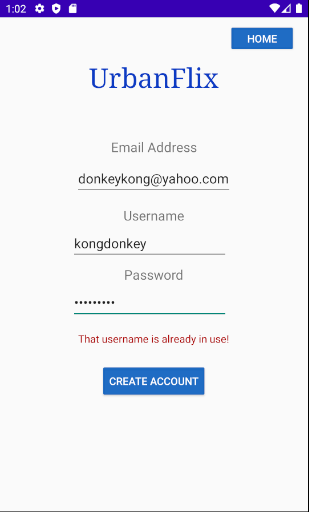 1:02
HOME
UrbanFlix
Email Address
donkeykong@yahoo.com
Username
kongdonkey
Password
•••••••••
That username is already in use!
CREATE ACCOUNT